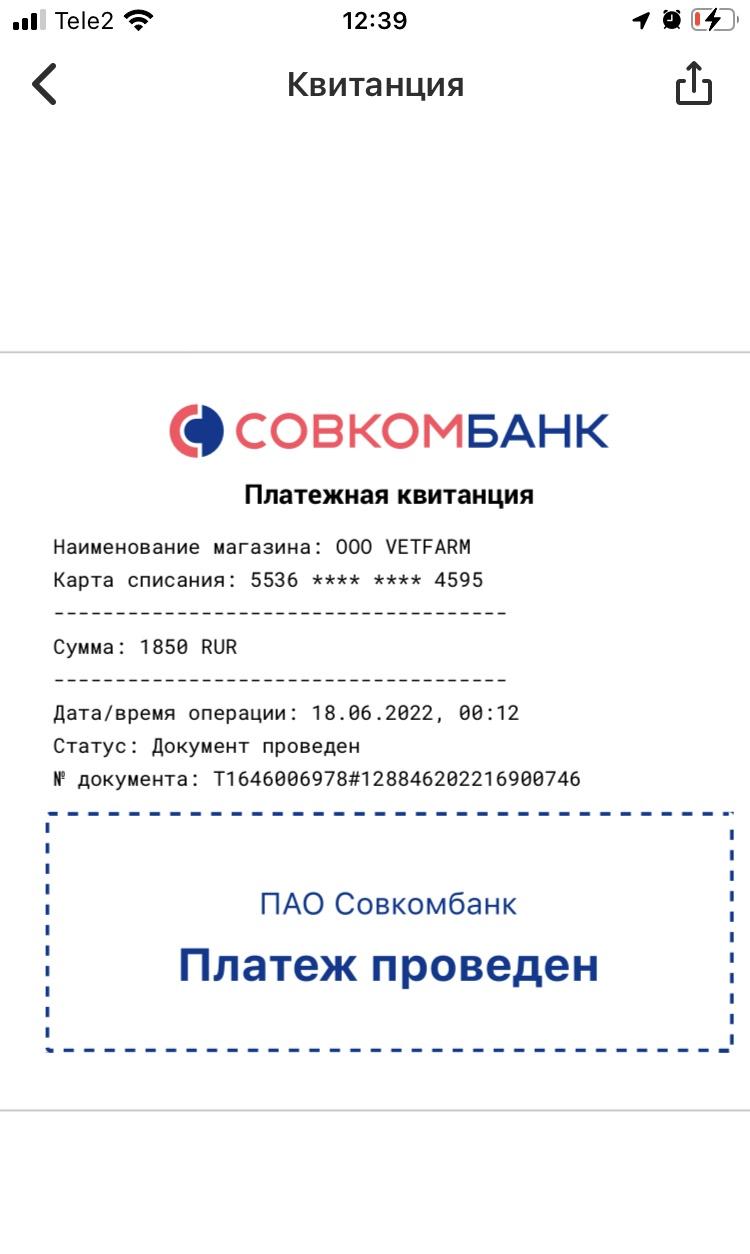 Tele2 12:39
Квитанция
СОВКОМБАНК
Платежная квитанция
Наименование магазина: ООО VETFARM
Карта списания: 5536 **** **** 4595
-------------------------------------
Сумма: 1850 RUR
-------------------------------------
Дата/время операции: 18.06.2022, 00:12
Статус: Документ проведен
№ документа: T1646006978#128846202216900746
ПАО Совкомбанк
Платеж проведен